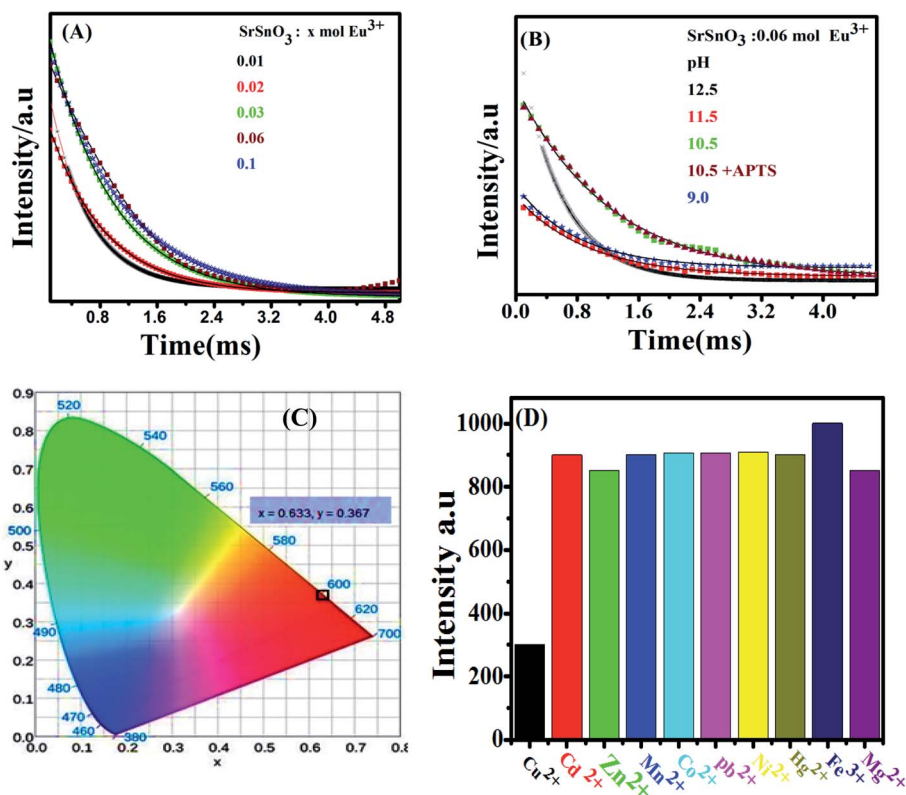 (A)
SrSnO3 : x mol Eu3+
0.01
0.02
0.03
0.06
0.1
Intensity/a.u
0.8 1.6 2.4 3.2 4.0 4.8
Time(ms)
(B)
SrSnO3 :0.06 mol Eu3+
pH
12.5
11.5
10.5
10.5 +APTS
9.0
Intensity/a.u
0.0 0.8 1.6 2.4 3.2 4.0
Time(ms)
(C)
0.9
0.8
0.7
0.6
0.5
0.4
0.3
0.2
0.1
0.0
y
520
540
560
x = 0.633, y = 0.367
500
580
600
620
490
700
480
470
460
380
0.0 0.1 0.2 0.3 0.4 0.5 0.6 0.7 0.8
x
(D)
1000
800
600
400
200
0
Intensity a.u
Cu2+ Cd 2+ Zn2+ Mn2+ Co2+ pb2+ Ni2+ Hg2+ Fe3+ Mg2+